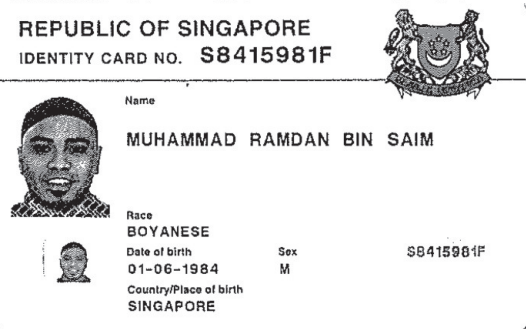 REPUBLIC OF SINGAPORE
IDENTITY CARD NO. S8415981F
Name
MUHAMMAD RAMDAN BIN SAIM
Race
BOYANESE
Date of birth Sex S8415981F
01-06-1984 M
Country/Place of birth
SINGAPORE